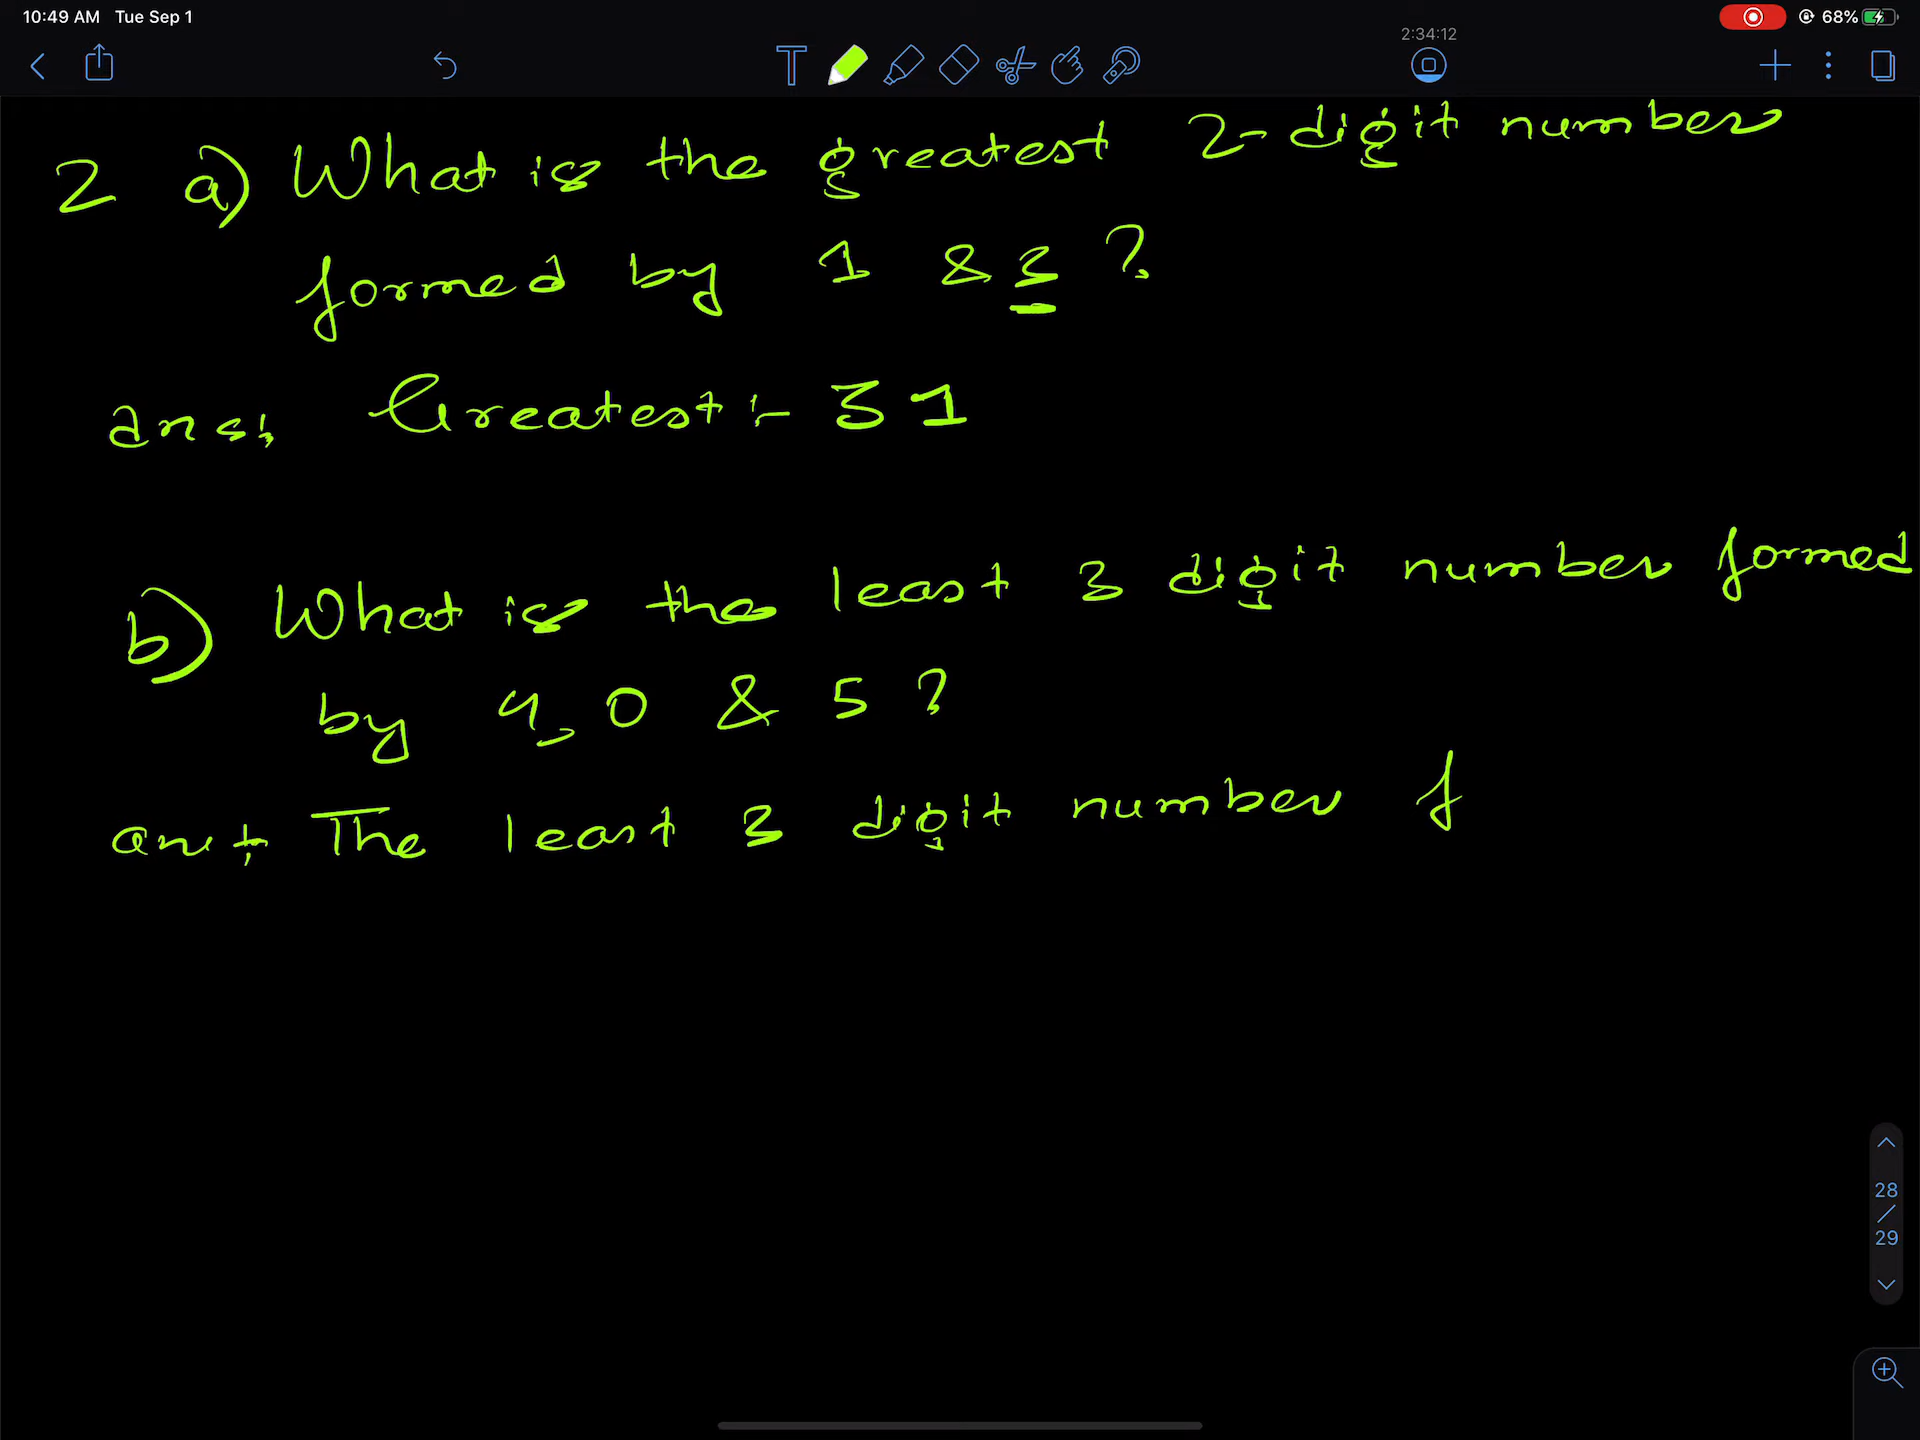 10:49 AM Tue Sep 1
68%
2:34:12
T
2 a) What is the greatest 2-digit number
formed by 1 & 3 ?
ans: Greatest :- 31
b) What is the least 3 digit number formed
by 4, 0 & 5 ?
The least 3 digit number f
28
/
29